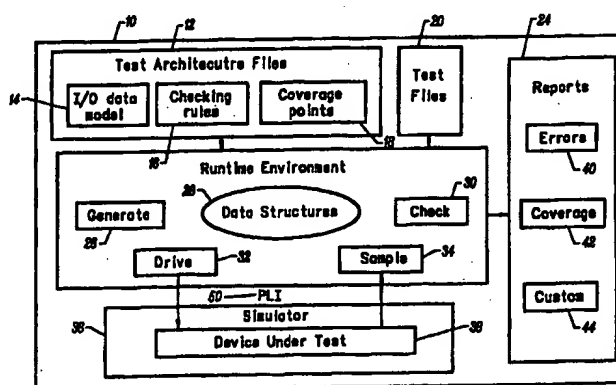 10
12
20
24
Test Architecutre Files
14
I/O data model
Checking rules
Coverage points
16
18
Test Files
Reports
Errors
40
Coverage
42
Custom
44
Runtime Environment
Generate
28
Data Structures
30
Check
Drive
32
Sample
34
50
PLI
Simulator
36
Device Under Test
38